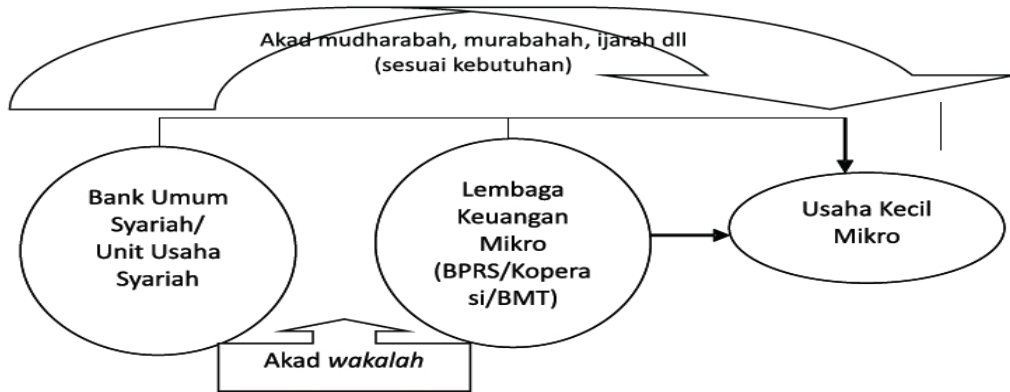 Akad mudharabah, murabahah, ijarah dll
(sesuai kebutuhan)
Bank Umum
Syariah/
Unit Usaha
Syariah
Lembaga
Keuangan
Mikro
(BPRS/Kopera
si/BMT)
Usaha Kecil
Mikro
Akad wakalah